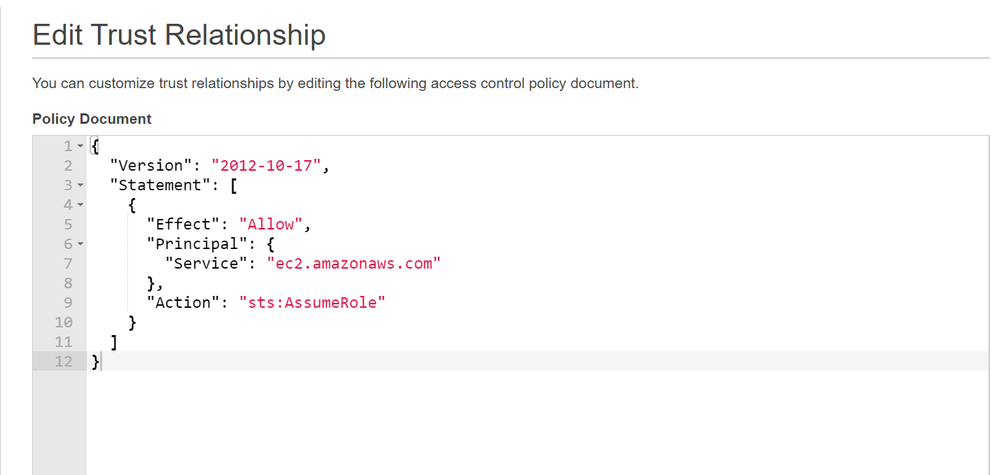 Edit Trust Relationship
You can customize trust relationships by editing the following access control policy document.
Policy Document
1 {
2   "Version": "2012-10-17",
3   "Statement": [
4     {
5       "Effect": "Allow",
6       "Principal": {
7         "Service": "ec2.amazonaws.com"
8       },
9       "Action": "sts:AssumeRole"
10     }
11   ]
12 }